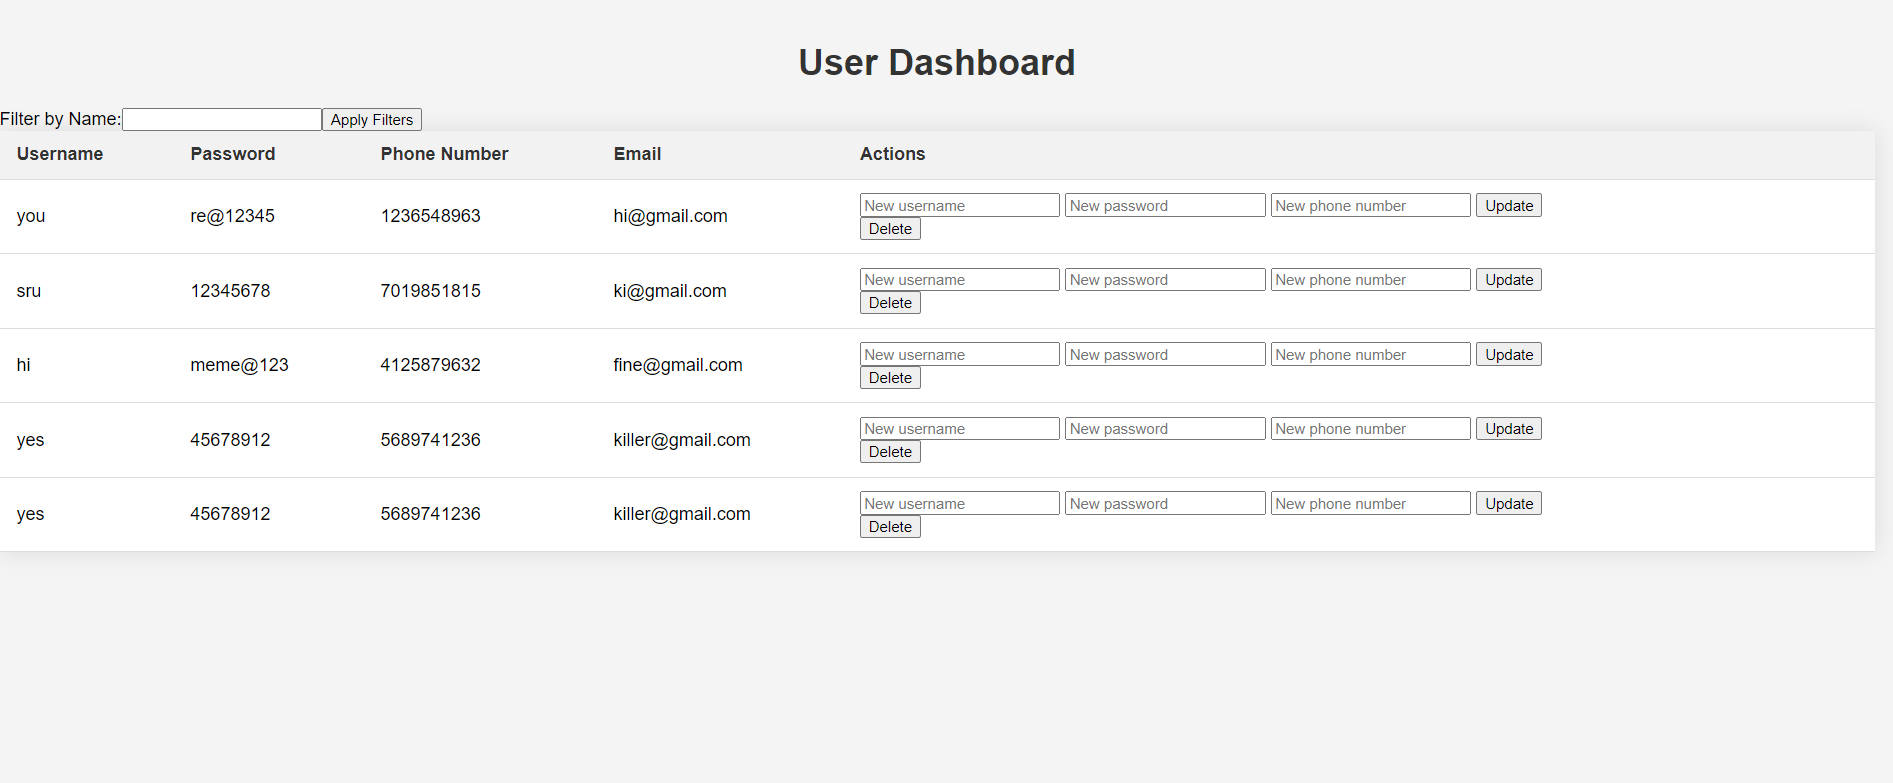 User Dashboard
Filter by Name: Apply Filters
Username Password Phone Number Email Actions
you re@12345 1236548963 hi@gmail.com New username New password New phone number Update
Delete
sru 12345678 7019851815 ki@gmail.com New username New password New phone number Update
Delete
hi meme@123 4125879632 fine@gmail.com New username New password New phone number Update
Delete
yes 45678912 5689741236 killer@gmail.com New username New password New phone number Update
Delete
yes 45678912 5689741236 killer@gmail.com New username New password New phone number Update
Delete